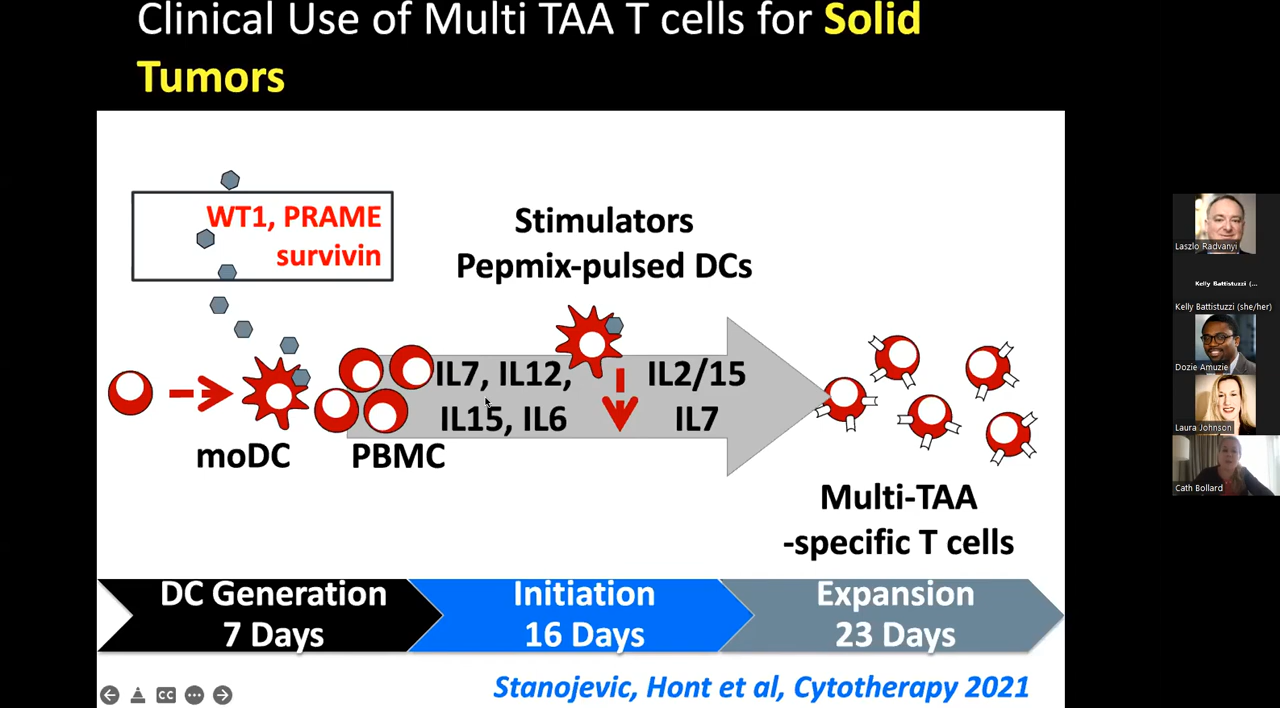 Clinical Use of Multi TAA T cells for Solid
Tumors
WT1, PRAME
survivin
Stimulators
Pepmix-pulsed DCs
IL7, IL12,
IL15, IL6
IL2/15
IL7
moDC
PBMC
Multi-TAA
-specific T cells
DC Generation
7 Days
Initiation
16 Days
Expansion
23 Days
Stanojevic, Hont et al, Cytotherapy 2021
CC
Laszlo Radvanyi
Kelly Battistuzzi (...
Kelly Battistuzzi (she/her)
Dozie Amuzie
Laura Johnson
Cath Bollard